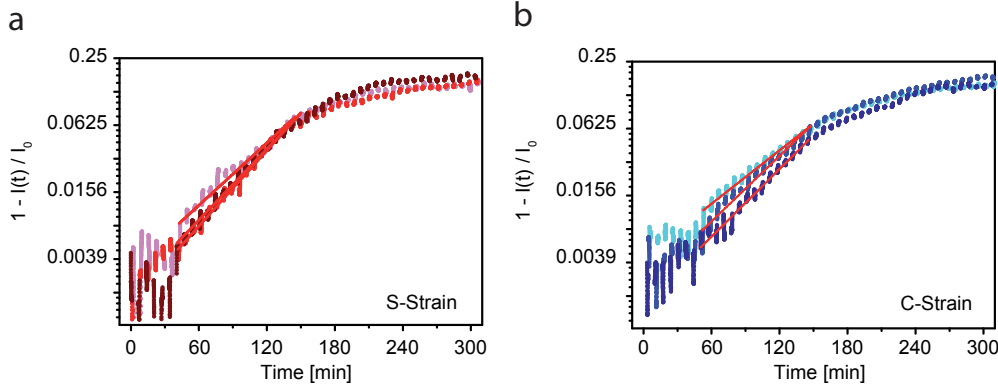 a
0.25
0.0625
0.0156
0.0039
1 - I(t) / I0
S-Strain
0 60 120 180 240 300
Time [min]
b
0.25
0.0625
0.0156
0.0039
1 - I(t) / I0
C-Strain
0 60 120 180 240 300
Time [min]